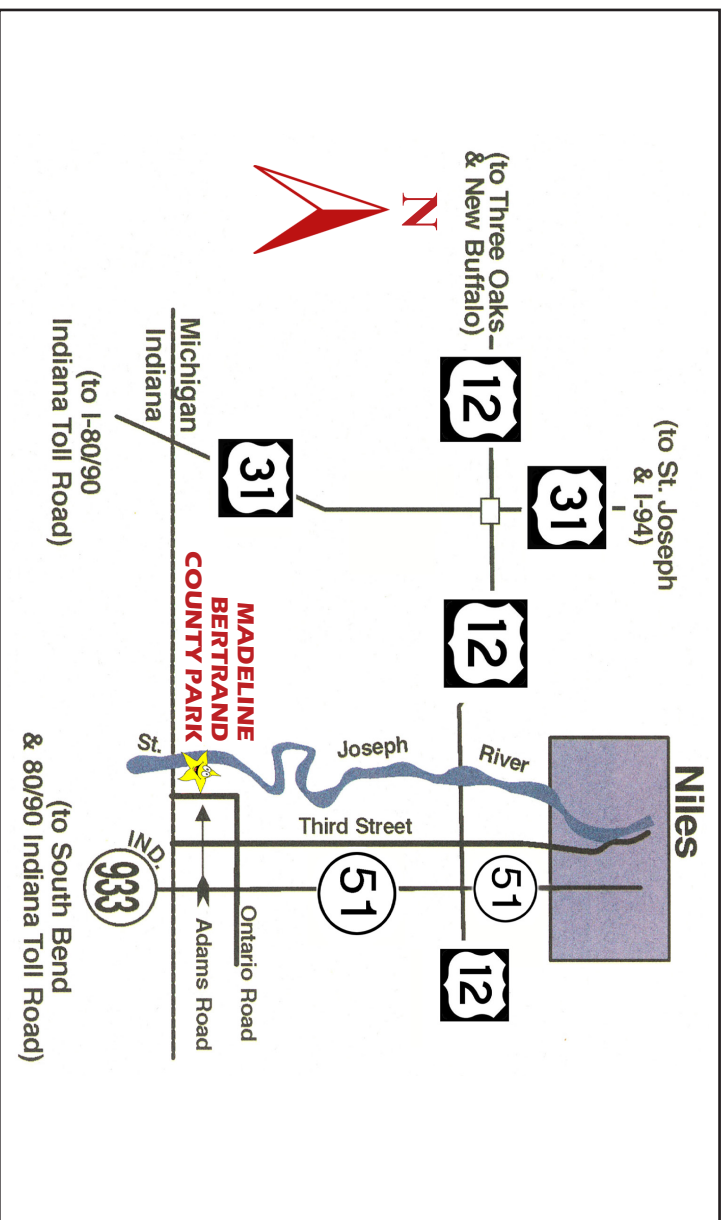 Niles
(to St. Joseph
& I-94)
31
N
(to Three Oaks
& New Buffalo)
12
12
River
51
12
Joseph
Third Street
51
31
MADELINE
BERTRAND
COUNTY PARK
Ontario Road
Adams Road
Michigan
Indiana
St.
IND.
933
(to I-80/90
Indiana Toll Road)
(to South Bend
& 80/90 Indiana Toll Road)